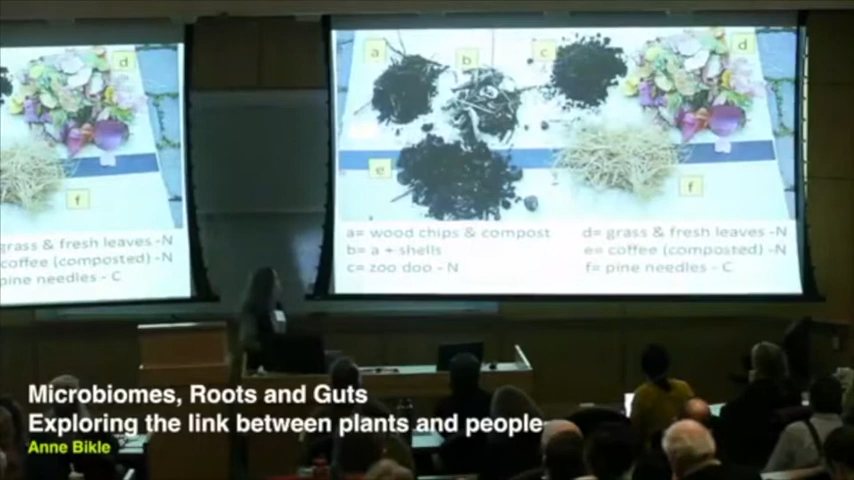 d
f
grass & fresh leaves -N
coffee (composted) -N
pine needles - C
a
b
c
d
e
f
a= wood chips & compost
b= a + shells
c= zoo doo - N
d= grass & fresh leaves -N
e= coffee (composted) -N
f= pine needles - C
Microbiomes, Roots and Guts
Exploring the link between plants and people
Anne Bikle